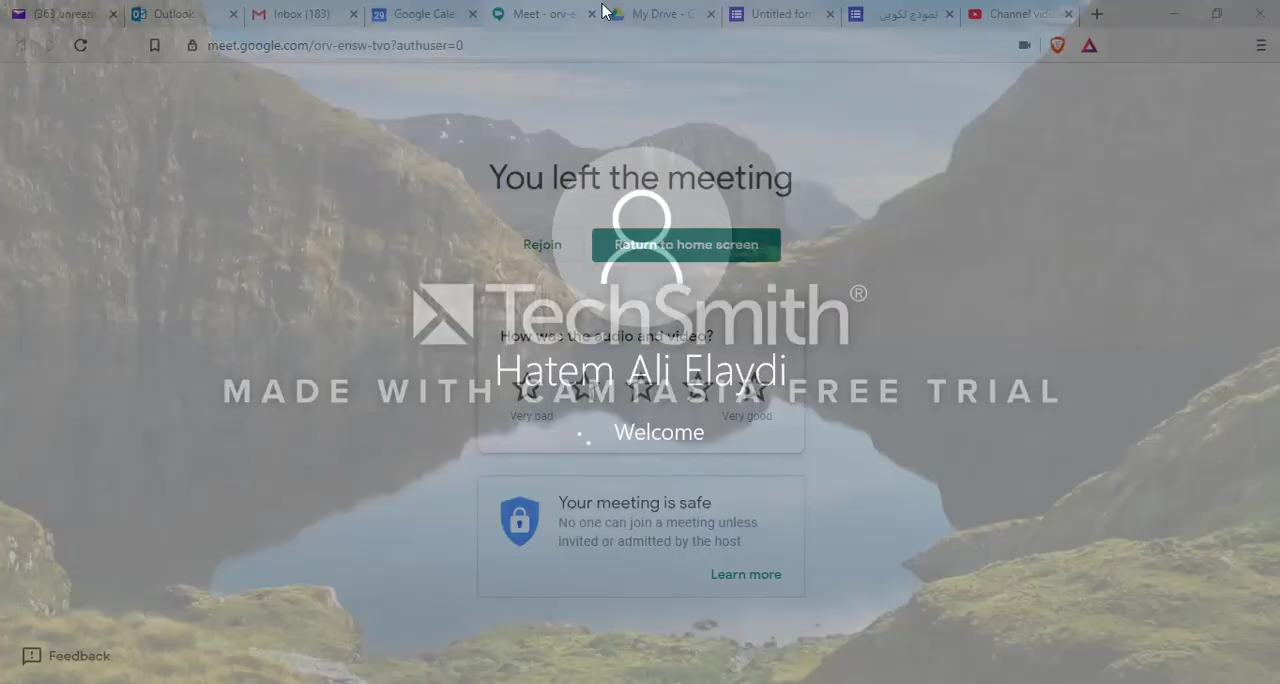 (363 unread)
Outlook
Inbox (183)
Google Cale
Meet - orv-e
My Drive - G
Untitled for
نموذج تكوين
Channel vid
meet.google.com/orv-ensw-tvo?authuser=0
You left the meeting
Rejoin
Return to home screen
TechSmith®
How was the audio and video?
Hatem Ali Elaydi
MADE WITH CAMTASIA FREE TRIAL
Very bad
Very good
Welcome
Your meeting is safe
No one can join a meeting unless
invited or admitted by the host
Learn more
Feedback